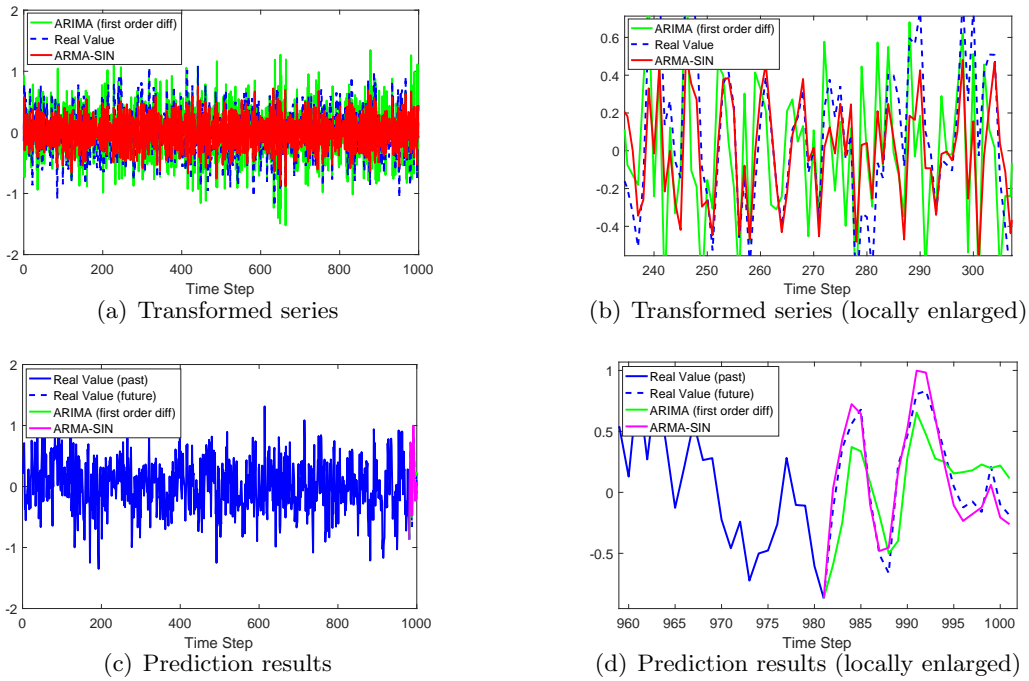 2
1
0
-1
-2
0
200
400
600
800
1000
Time Step
ARIMA (first order diff)
Real Value
ARMA-SIN
(a) Transformed series
0.6
0.4
0.2
0
-0.2
-0.4
240
250
260
270
280
290
300
Time Step
ARIMA (first order diff)
Real Value
ARMA-SIN
(b) Transformed series (locally enlarged)
2
1
0
-1
-2
0
200
400
600
800
1000
Time Step
Real Value (past)
Real Value (future)
ARIMA (first order diff)
ARMA-SIN
(c) Prediction results
1
0.5
0
-0.5
960
965
970
975
980
985
990
995
1000
Time Step
Real Value (past)
Real Value (future)
ARIMA (first order diff)
ARMA-SIN
(d) Prediction results (locally enlarged)